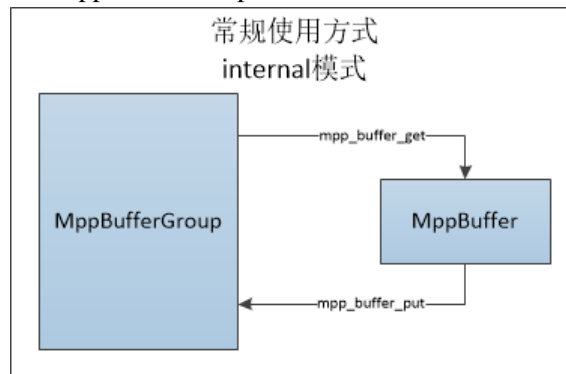 常规使用方式
internal模式
mpp_buffer_get
MppBufferGroup
MppBuffer
mpp_buffer_put